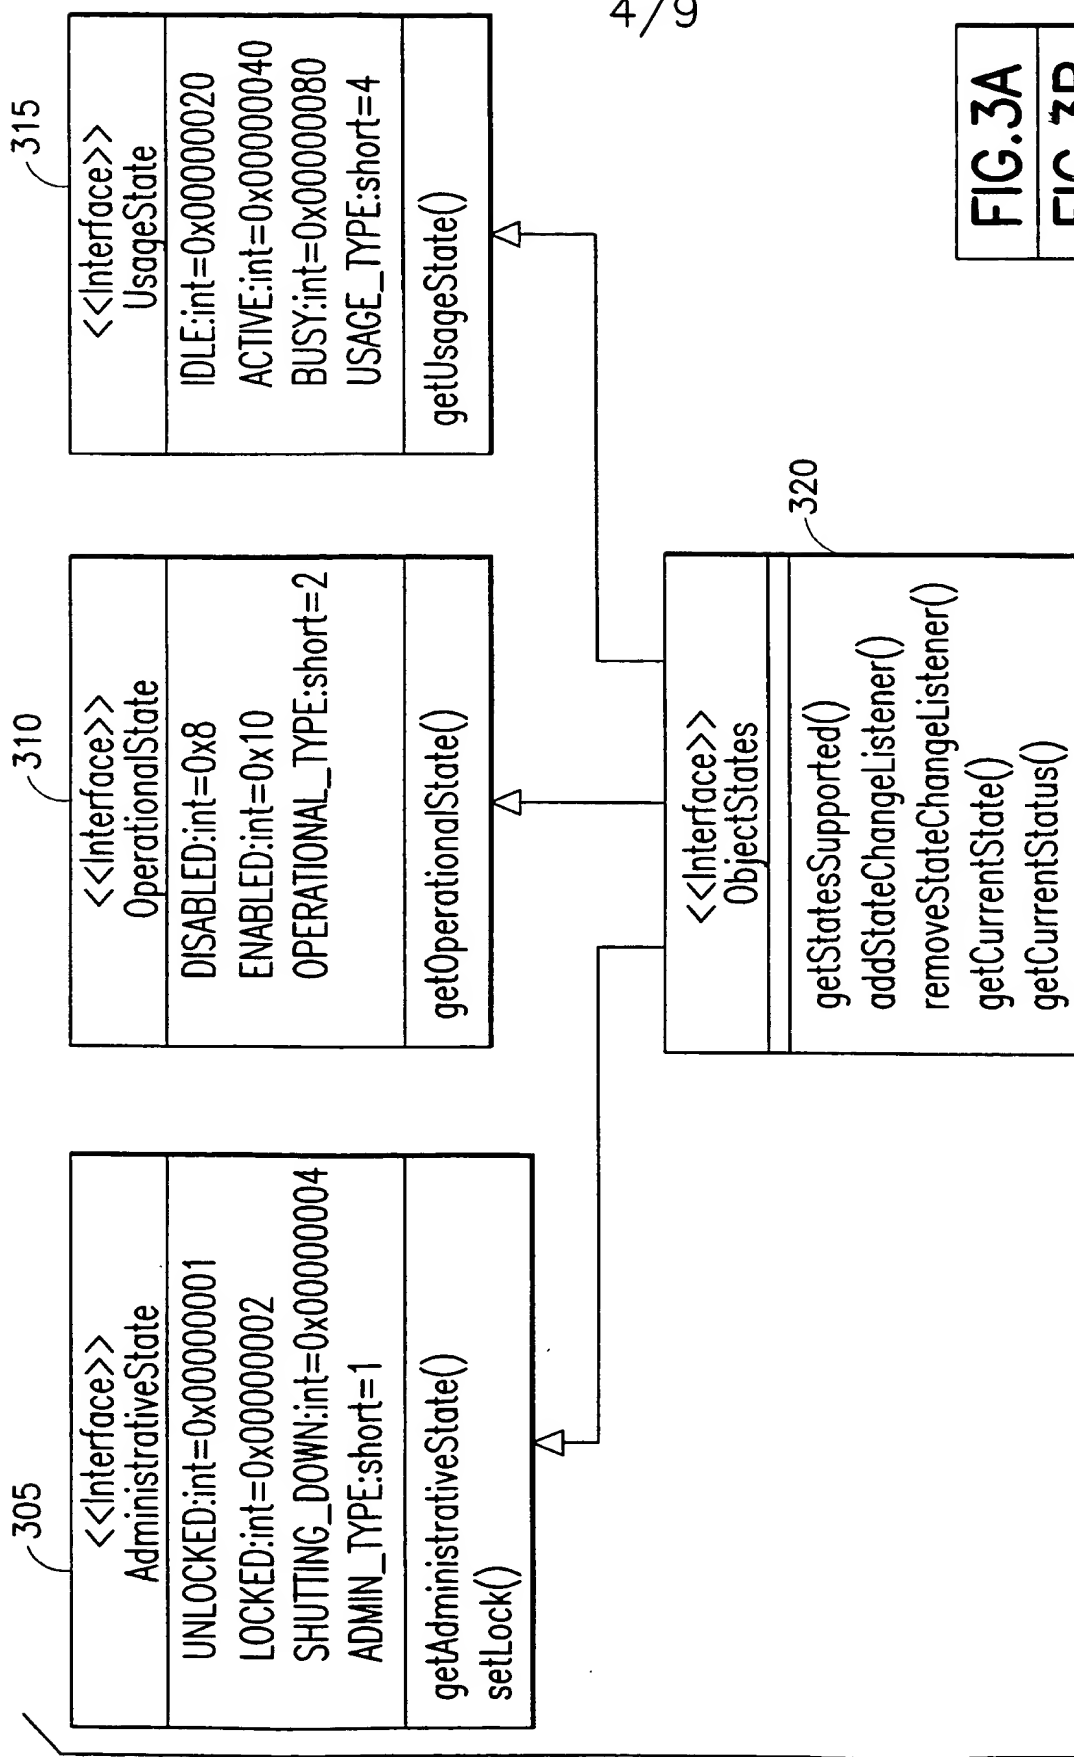 4/9
305
<<Interface>>
AdministrativeState
UNLOCKED:int=0x00000001
LOCKED:int=0x00000002
SHUTTING_DOWN:int=0x00000004
ADMIN_TYPE:short=1
getAdministrativeState()
setLock()
310
<<Interface>>
OperationalState
DISABLED:int=0x8
ENABLED:int=0x10
OPERATIONAL_TYPE:short=2
getOperationalState()
315
<<Interface>>
UsageState
IDLE:int=0x00000020
ACTIVE:int=0x00000040
BUSY:int=0x00000080
USAGE_TYPE:short=4
getUsageState()
320
<<Interface>>
ObjectStates
getStatesSupported()
addStateChangeListener()
removeStateChangeListener()
getCurrentState()
getCurrentStatus()
FIG.3A
FIG.3B